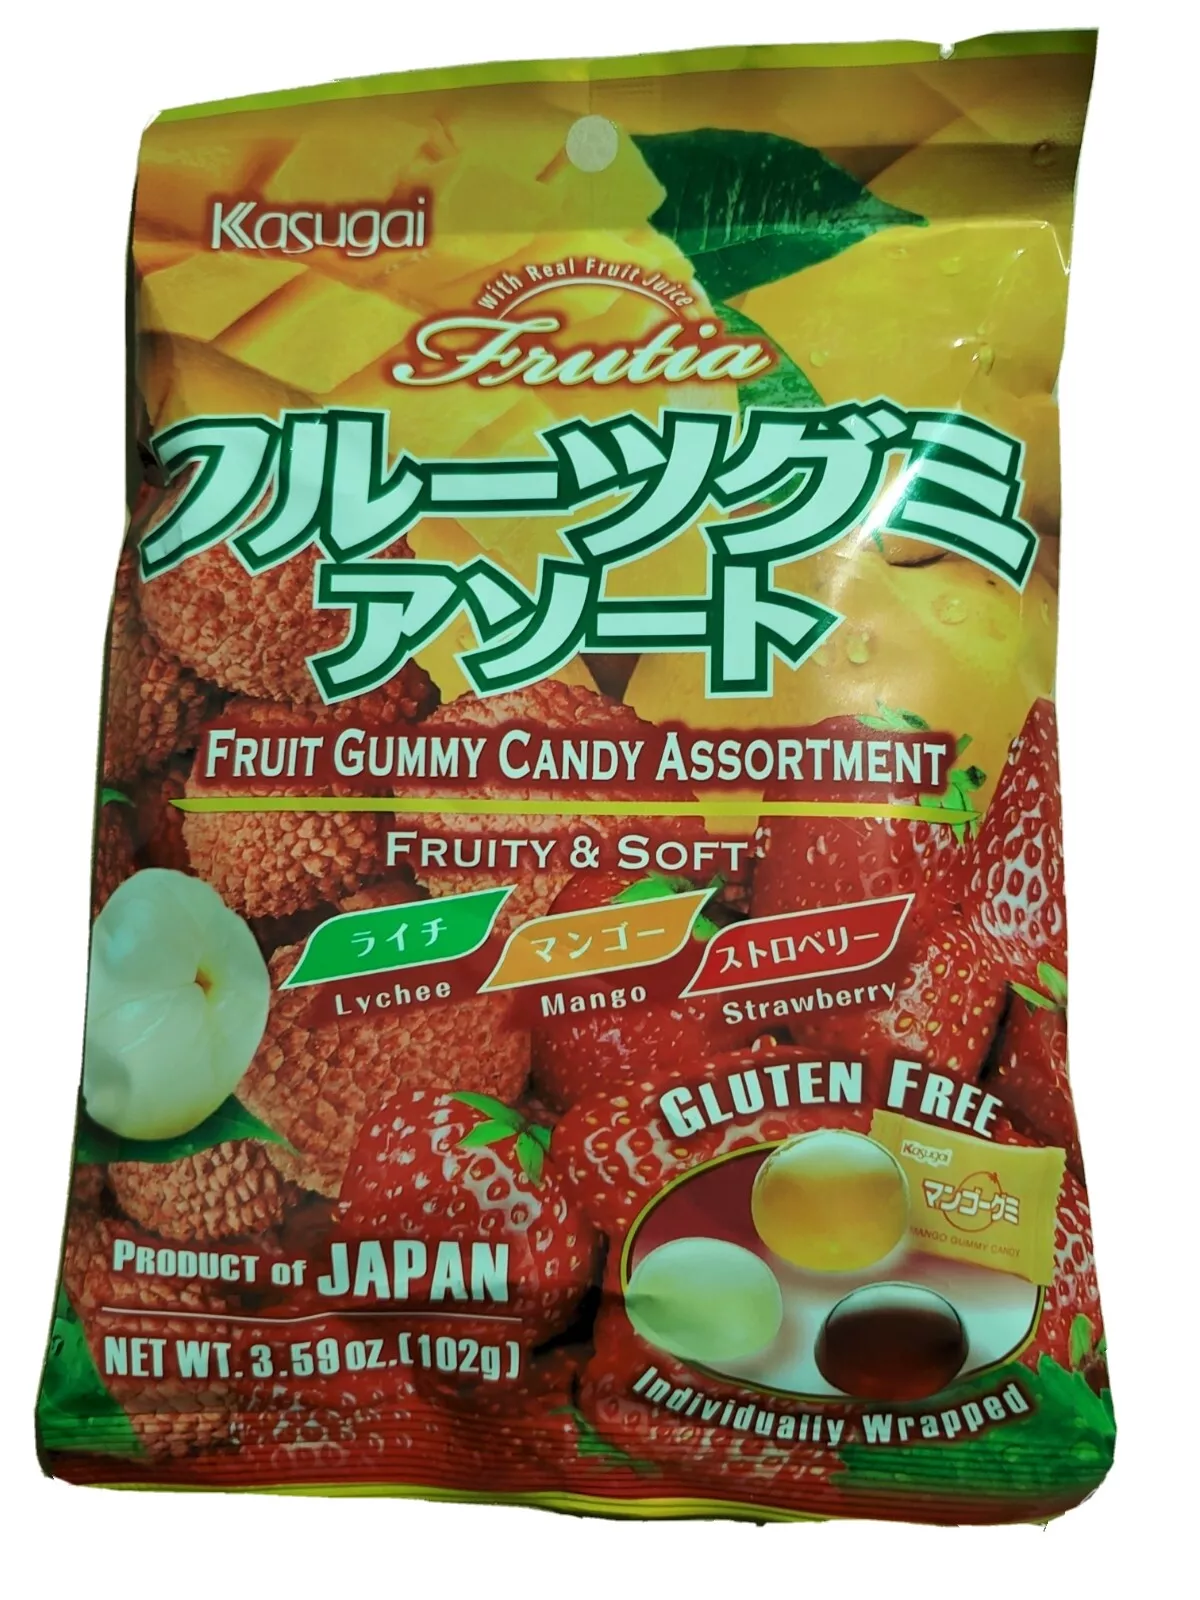 Kasugai
With Real Fruit Juice
Frutia
フルーツグミ
アソート
FRUIT GUMMY CANDY ASSORTMENT
FRUITY & SOFT
ライチ マンゴー ストロベリー
Lychee Mango Strawberry
GLUTEN FREE
Kasugai
マンゴーグミ
MANGO GUMMY CANDY
PRODUCT of JAPAN
NET WT. 3.59oz.(102g)
Individually Wrapped